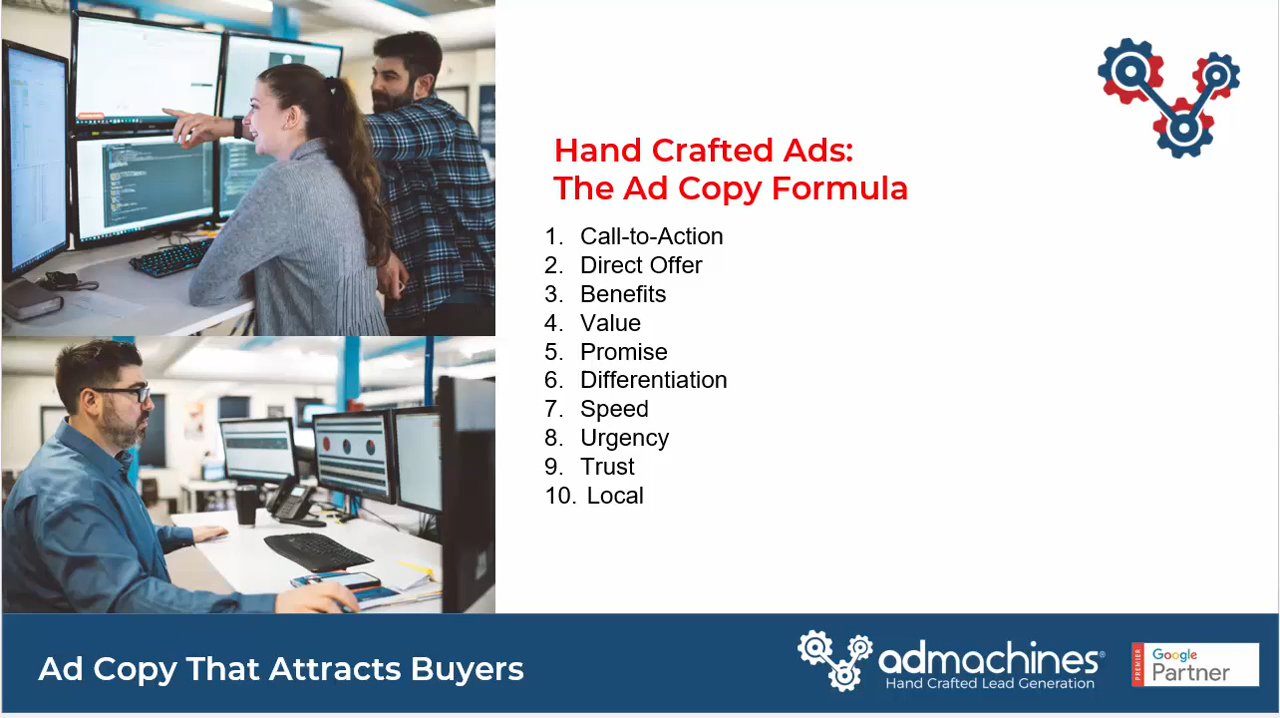 Hand Crafted Ads:
The Ad Copy Formula
1. Call-to-Action
2. Direct Offer
3. Benefits
4. Value
5. Promise
6. Differentiation
7. Speed
8. Urgency
9. Trust
10. Local
Ad Copy That Attracts Buyers
admachines®
Hand Crafted Lead Generation
PREMIER
Google
Partner